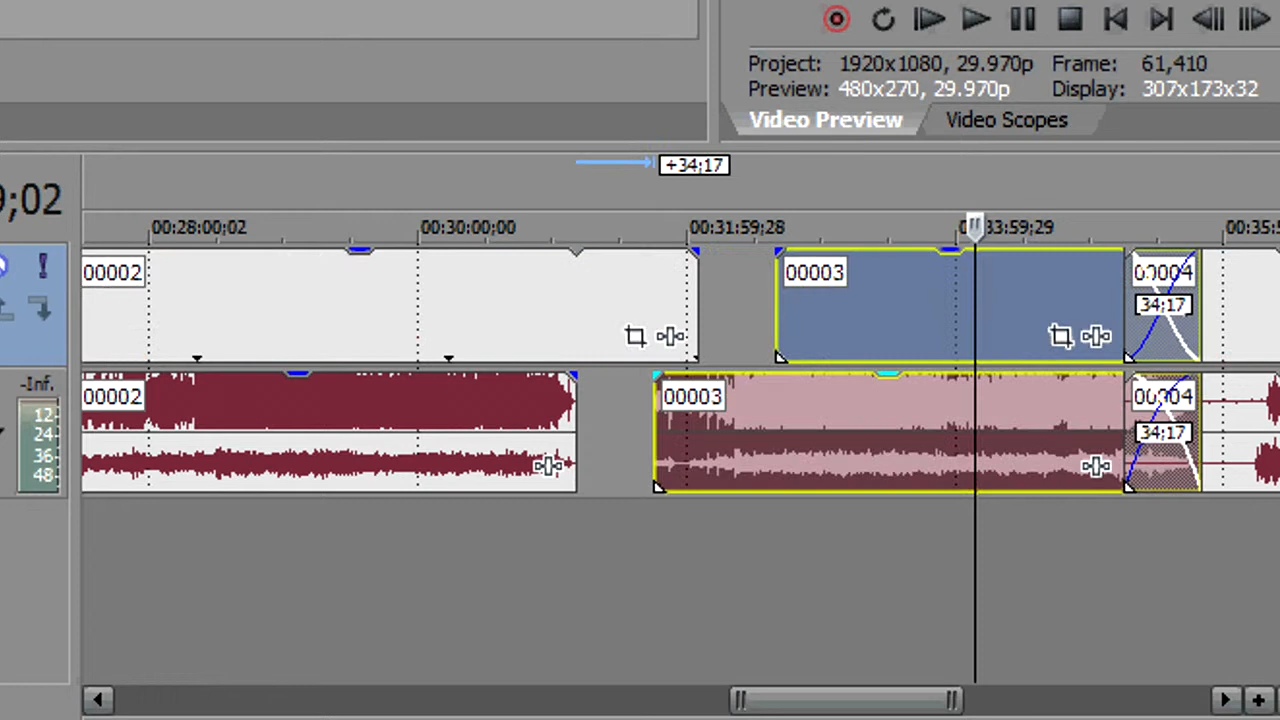 Project: 1920x1080, 29.970p Frame: 61,410
Preview: 480x270, 29.970p Display: 307x173x32
Video Preview Video Scopes
+34;17
9;02
00:28:00;02 00:30:00;00 00:31:59;28 33:59;29 00:35:5
00002 00003 00004
34;17
-Inf.
00002 00003 00004
12
24 34;17
36
48